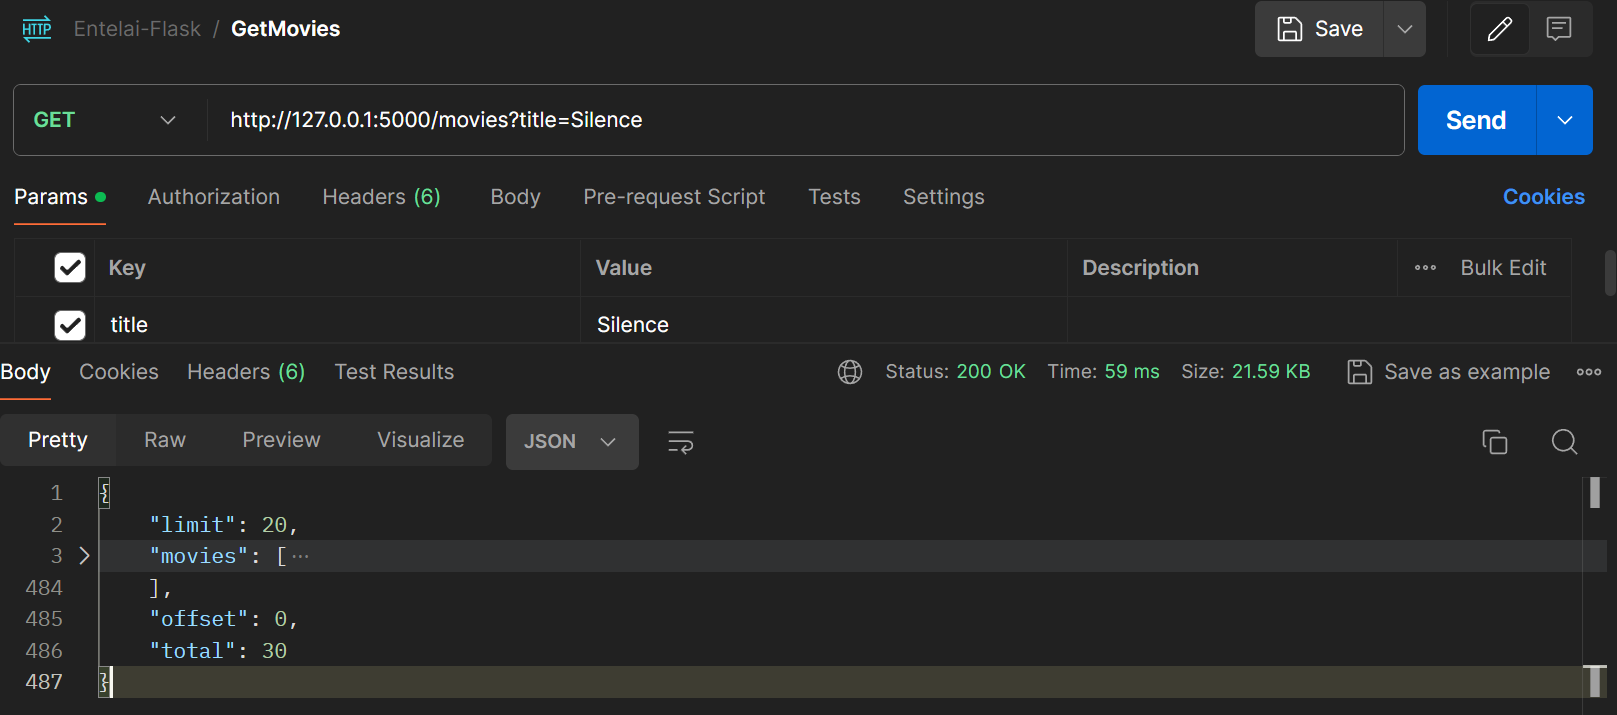 HTTP Entelai-Flask / GetMovies Save
GET http://127.0.0.1:5000/movies?title=Silence Send
Params Authorization Headers (6) Body Pre-request Script Tests Settings Cookies
Key Value Description Bulk Edit
title Silence
Body Cookies Headers (6) Test Results Status: 200 OK Time: 59 ms Size: 21.59 KB Save as example
Pretty Raw Preview Visualize JSON
1 {
2 "limit": 20,
3 "movies": [ ···
484 ],
485 "offset": 0,
486 "total": 30
487 }